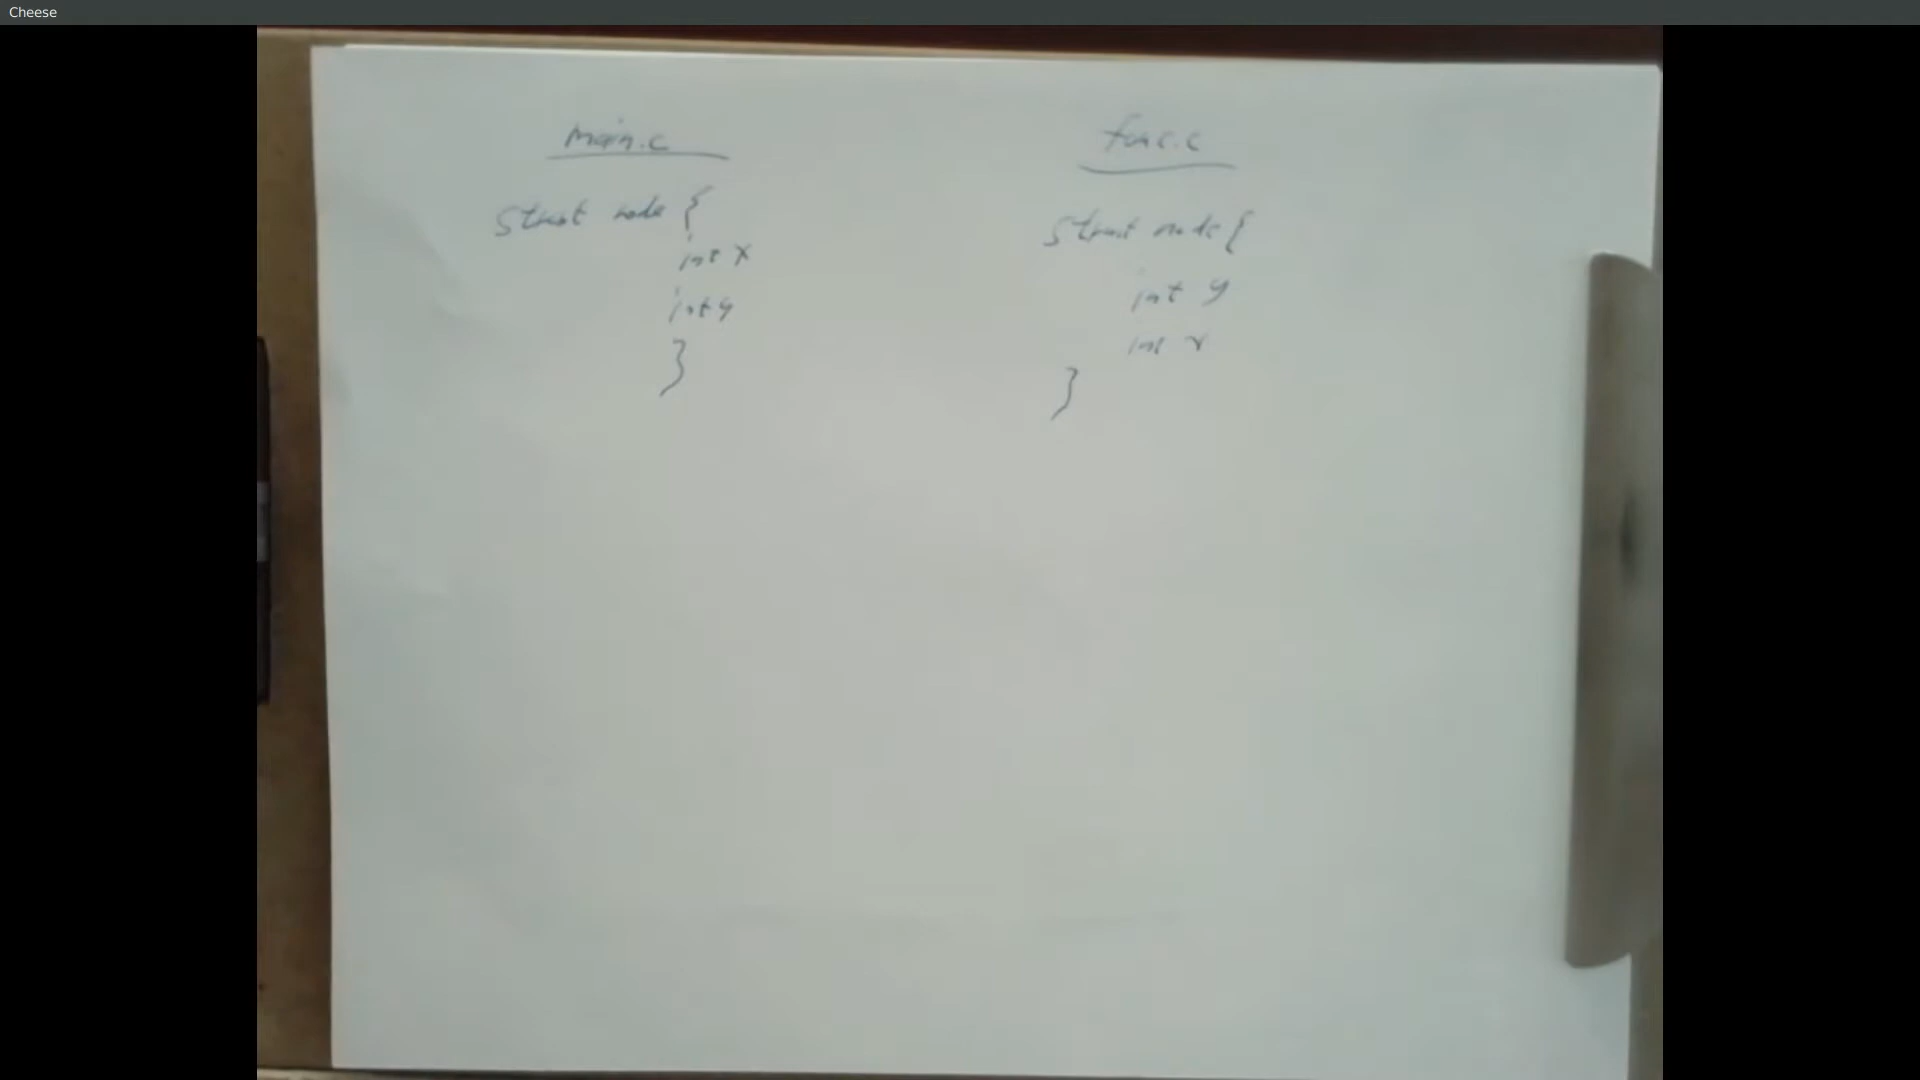 Cheese
main.c
struct node {
int x
int y
}
func.c
struct node {
int y
int x
}